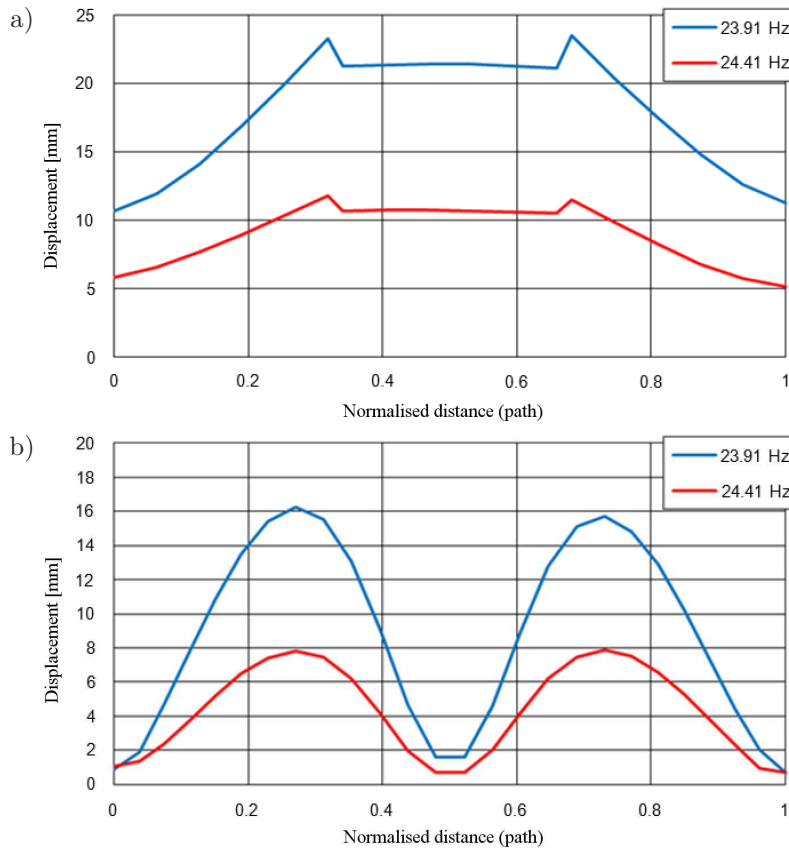 a)
25
20
15
10
5
0
Displacement [mm]
0 0.2 0.4 0.6 0.8 1
Normalised distance (path)
23.91 Hz
24.41 Hz
b)
20
18
16
14
12
10
8
6
4
2
0
Displacement [mm]
0 0.2 0.4 0.6 0.8 1
Normalised distance (path)
23.91 Hz
24.41 Hz